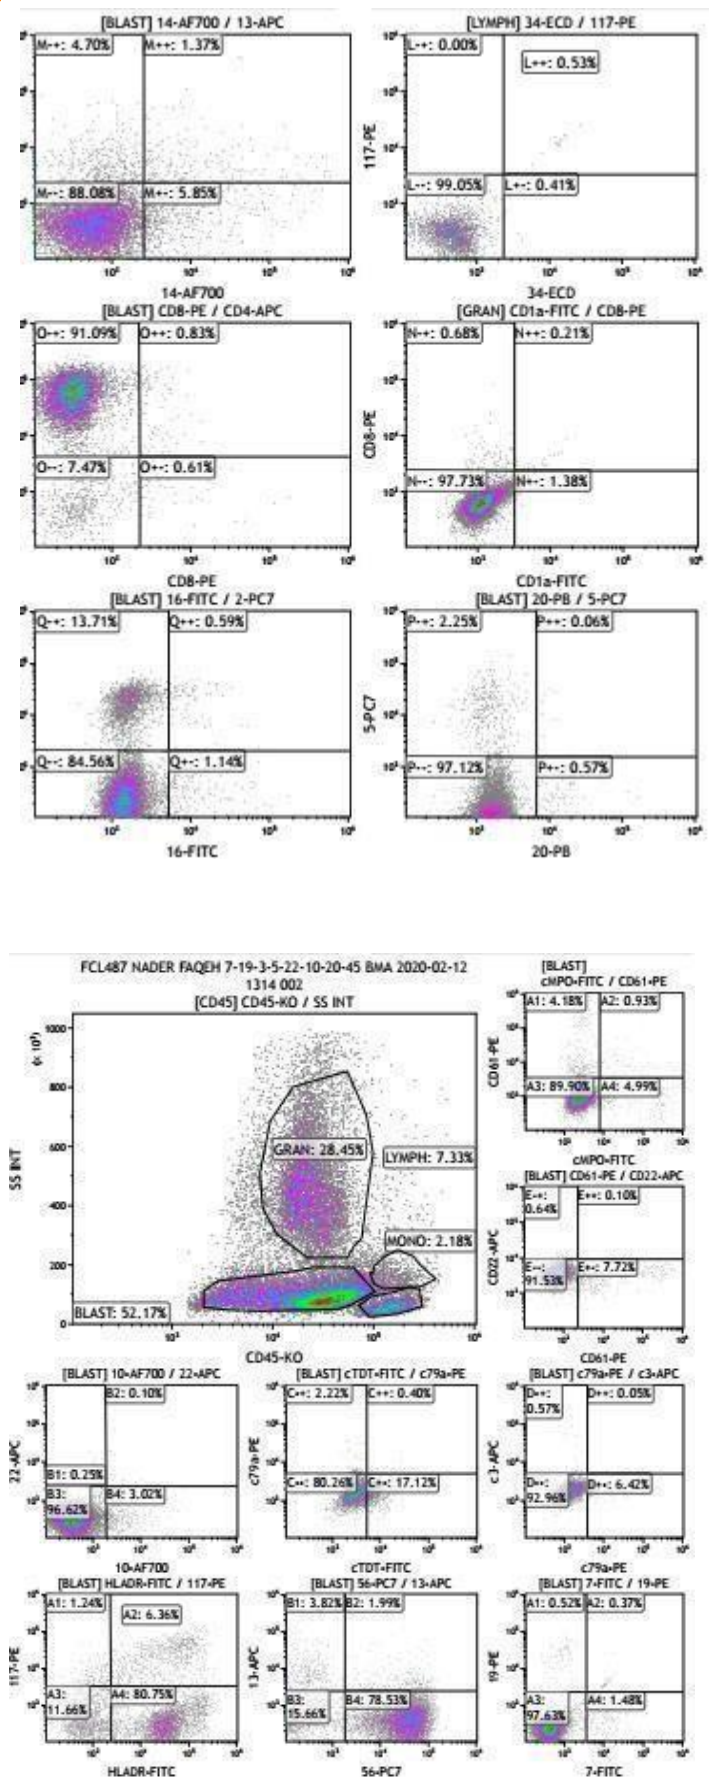 [BLAST] 14-AF700 / 13-APC
M-+: 4.70%
M++: 1.37%
M--: 88.08%
M+-: 5.85%
14-AF700
[LYMPH] 34-ECD / 117-PE
L-+: 0.00%
L++: 0.53%
117-PE
L--: 99.05%
L+-: 0.41%
34-ECD
[BLAST] CD8-PE / CD4-APC
O-+: 91.09%
O++: 0.83%
O--: 7.47%
O+-: 0.61%
CD8-PE
[GRAN] CD1a-FITC / CD8-PE
N-+: 0.68%
N++: 0.21%
CD8-PE
N--: 97.73%
N+-: 1.38%
CD1a-FITC
[BLAST] 16-FITC / 2-PC7
Q-+: 13.71%
Q++: 0.59%
Q--: 84.56%
Q+-: 1.14%
16-FITC
[BLAST] 20-PB / 5-PC7
P-+: 2.25%
P++: 0.06%
5-PC7
P--: 97.12%
P+-: 0.57%
20-PB
FCL487 NADER FAQEH 7-19-3-5-22-10-20-45 BMA 2020-02-12
1314 002
[CD45] CD45-KO / SS INT
(x 10³)
1000
800
600
400
200
0
SS INT
GRAN: 28.45%
LYMPH: 7.33%
MONO: 2.18%
BLAST: 52.17%
CD45-KO
[BLAST]
cMPO-FITC / CD61-PE
A1: 4.18%
A2: 0.93%
CD61-PE
A3: 89.90%
A4: 4.99%
cMPO-FITC
[BLAST] CD61-PE / CD22-APC
E-+:
0.64%
E++: 0.10%
CD22-APC
E--:
91.53%
E+-: 7.72%
CD61-PE
[BLAST] 10-AF700 / 22-APC
B2: 0.10%
22-APC
B1: 0.25%
B3:
96.62%
B4: 3.02%
10-AF700
[BLAST] cTDT-FITC / c79a-PE
C-+: 2.22%
C++: 0.40%
c79a-PE
C--: 80.26%
C+-: 17.12%
cTDT-FITC
[BLAST] c79a-PE / c3-APC
D-+:
0.57%
D++: 0.05%
c3-APC
D--:
92.96%
D+-: 6.42%
c79a-PE
[BLAST] HLADR-FITC / 117-PE
A1: 1.24%
A2: 6.36%
117-PE
A3:
11.66%
A4: 80.75%
HLADR-FITC
[BLAST] 56-PC7 / 13-APC
B1: 3.82%
B2: 1.99%
13-APC
B3:
15.66%
B4: 78.53%
56-PC7
[BLAST] 7-FITC / 19-PE
A1: 0.52%
A2: 0.37%
19-PE
A3:
97.63%
A4: 1.48%
7-FITC